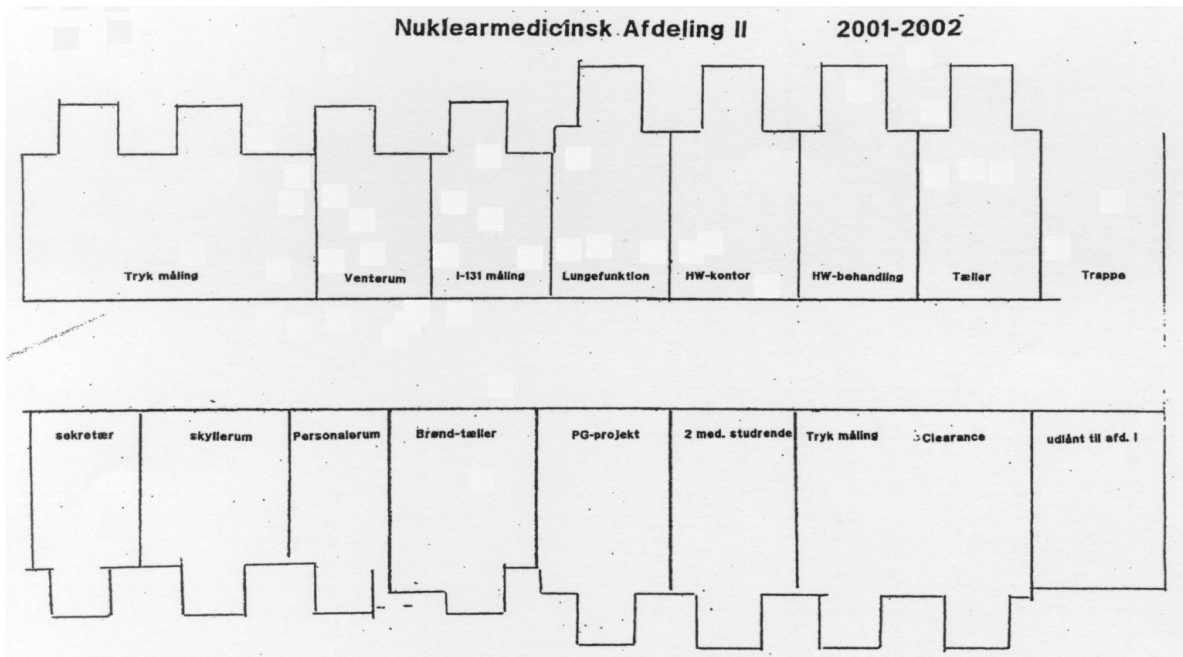 Nuklearmedicinsk Afdeling II 2001-2002
Tryk måling Venterum I-131 måling Lungefunktion HW-kontor HW-behandling Tæller Trappe
sekretær skyllerum Personalerum Brønd-tæller PG-projekt 2 med. studrende Tryk måling Clearance udlånt til afd. I